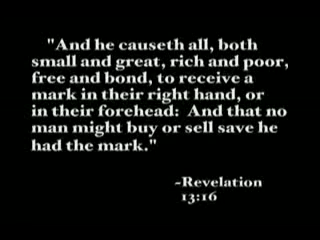 "And he causeth all, both
small and great, rich and poor,
free and bond, to receive a
mark in their right hand, or
in their forehead: And that no
man might buy or sell save he
had the mark."
-Revelation
13:16